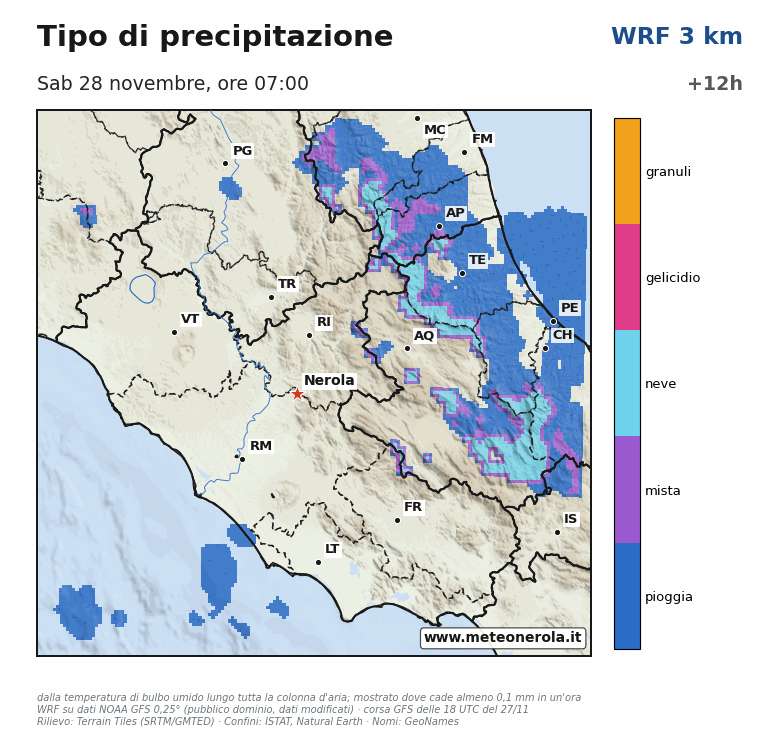 Tipo di precipitazione
WRF 3 km
Sab 28 novembre, ore 07:00
+12h
MC
FM
PG
AP
TE
TR
PE
VT
RI
AQ
CH
Nerola
RM
FR
IS
LT
www.meteonerola.it
granuli
gelicidio
neve
mista
pioggia
dalla temperatura di bulbo umido lungo tutta la colonna d'aria; mostrato dove cade almeno 0,1 mm in un'ora
WRF su dati NOAA GFS 0,25° (pubblico dominio, dati modificati) · corsa GFS delle 18 UTC del 27/11
Rilievo: Terrain Tiles (SRTM/GMTED) · Confini: ISTAT, Natural Earth · Nomi: GeoNames